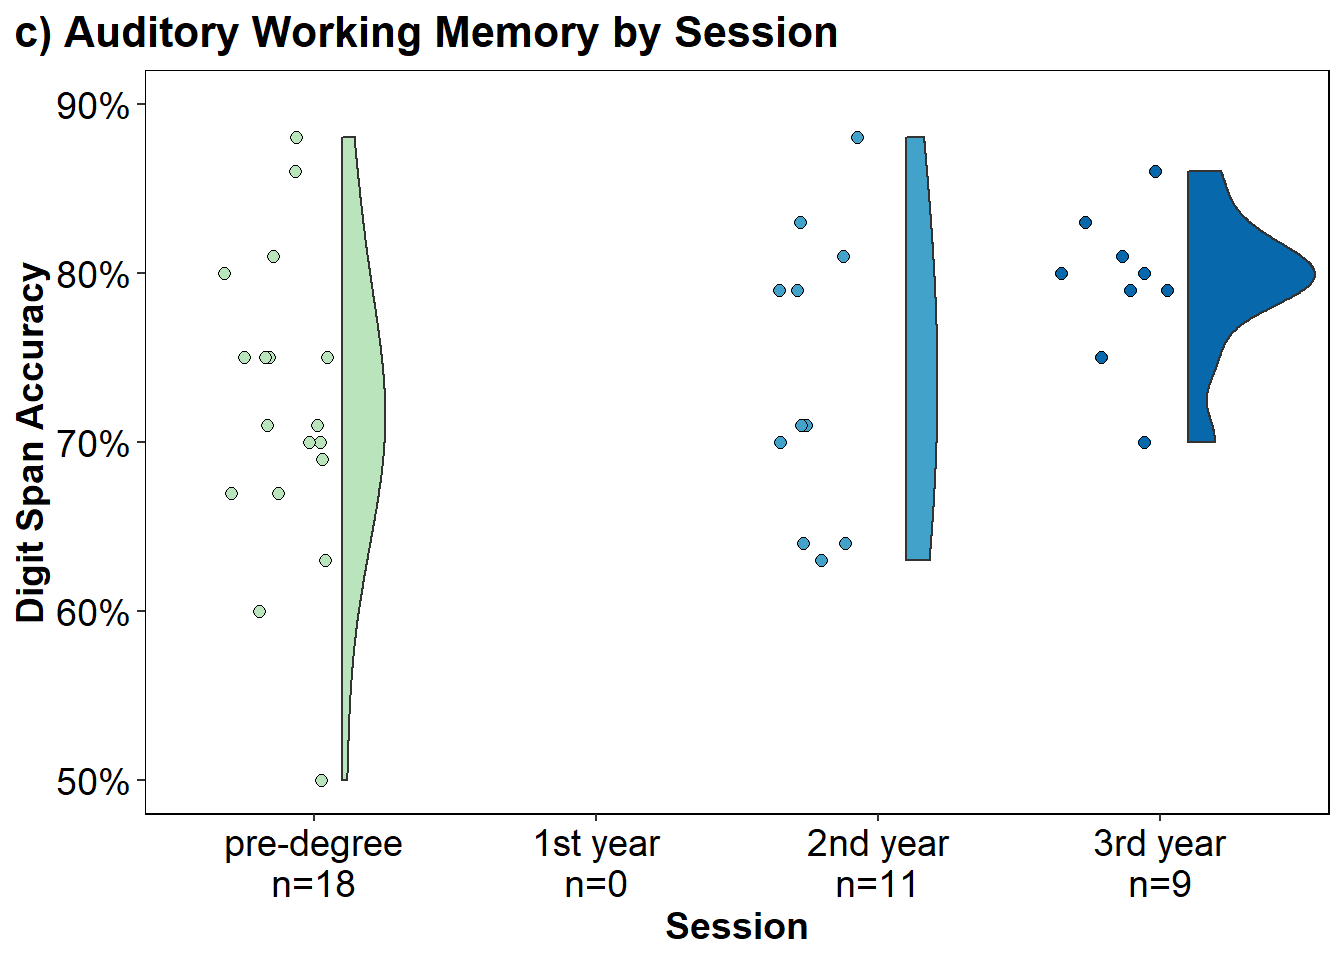 c) Auditory Working Memory by Session
Digit Span Accuracy
90%
80%
70%
60%
50%
pre-degree
n=18
1st year
n=0
2nd year
n=11
3rd year
n=9
Session